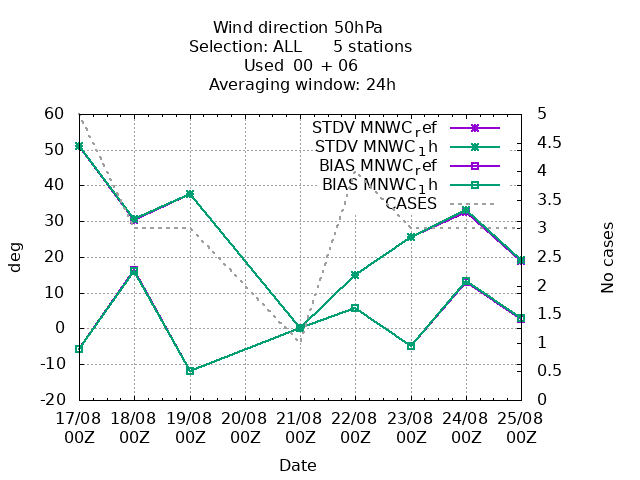 Wind direction 50hPa
Selection: ALL 5 stations
Used 00 + 06
Averaging window: 24h
STDV MNWC_ref
STDV MNWC_1h
BIAS MNWC_ref
BIAS MNWC_1h
CASES
deg
60
50
40
30
20
10
0
-10
-20
No cases
5
4.5
4
3.5
3
2.5
2
1.5
1
0.5
0
17/08 18/08 19/08 20/08 21/08 22/08 23/08 24/08 25/08
00Z 00Z 00Z 00Z 00Z 00Z 00Z 00Z 00Z
Date